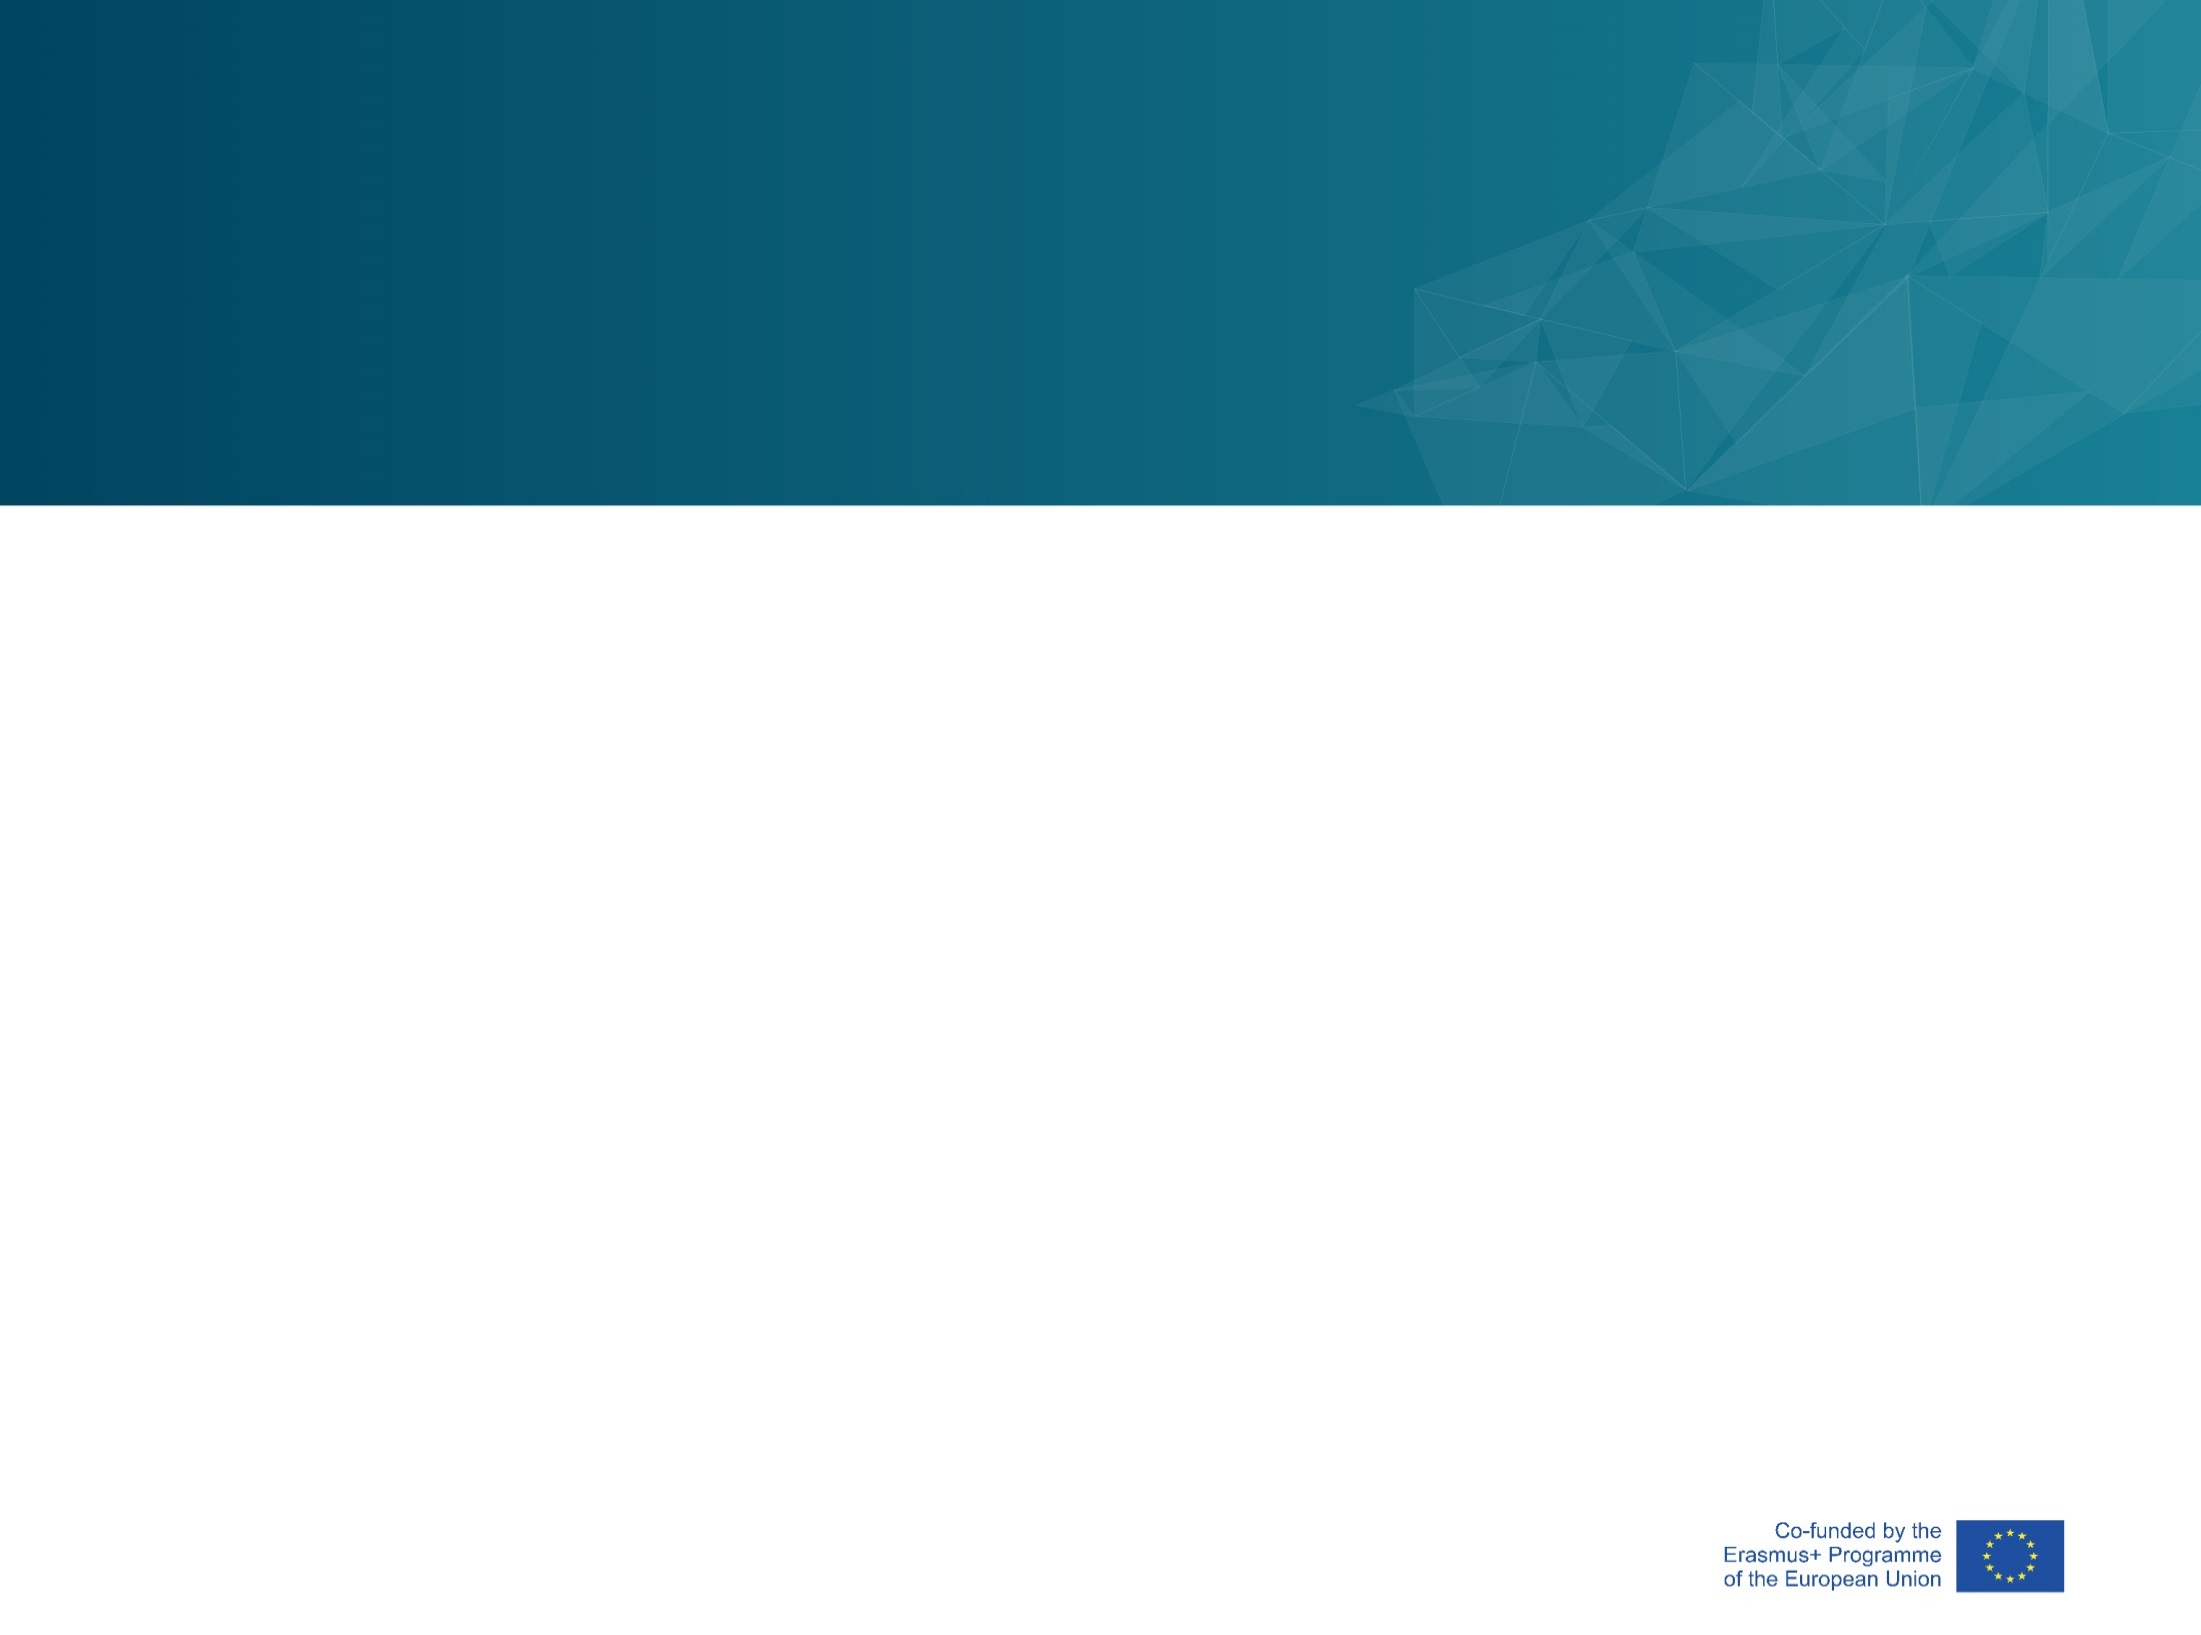 Co-funded by the
Erasmus+ Programme
of the European Union